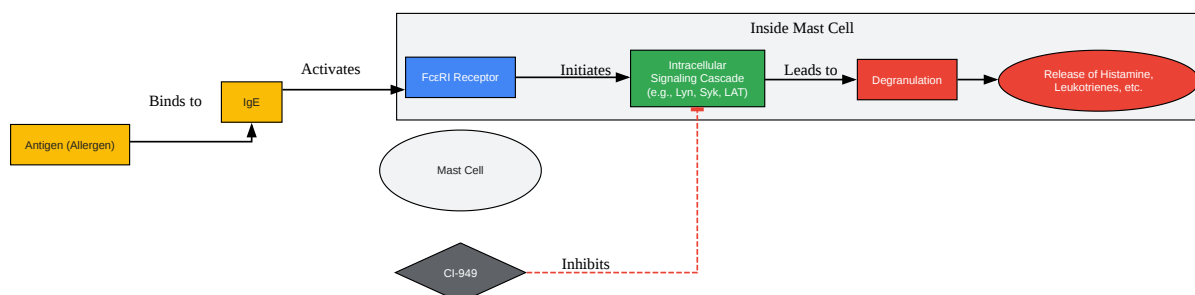 Inside Mast Cell
Activates
FcεRI Receptor
Initiates
Intracellular
Signaling Cascade
(e.g., Lyn, Syk, LAT)
Leads to
Degranulation
Release of Histamine,
Leukotrienes, etc.
Binds to
IgE
Antigen (Allergen)
Mast Cell
CI-949
Inhibits